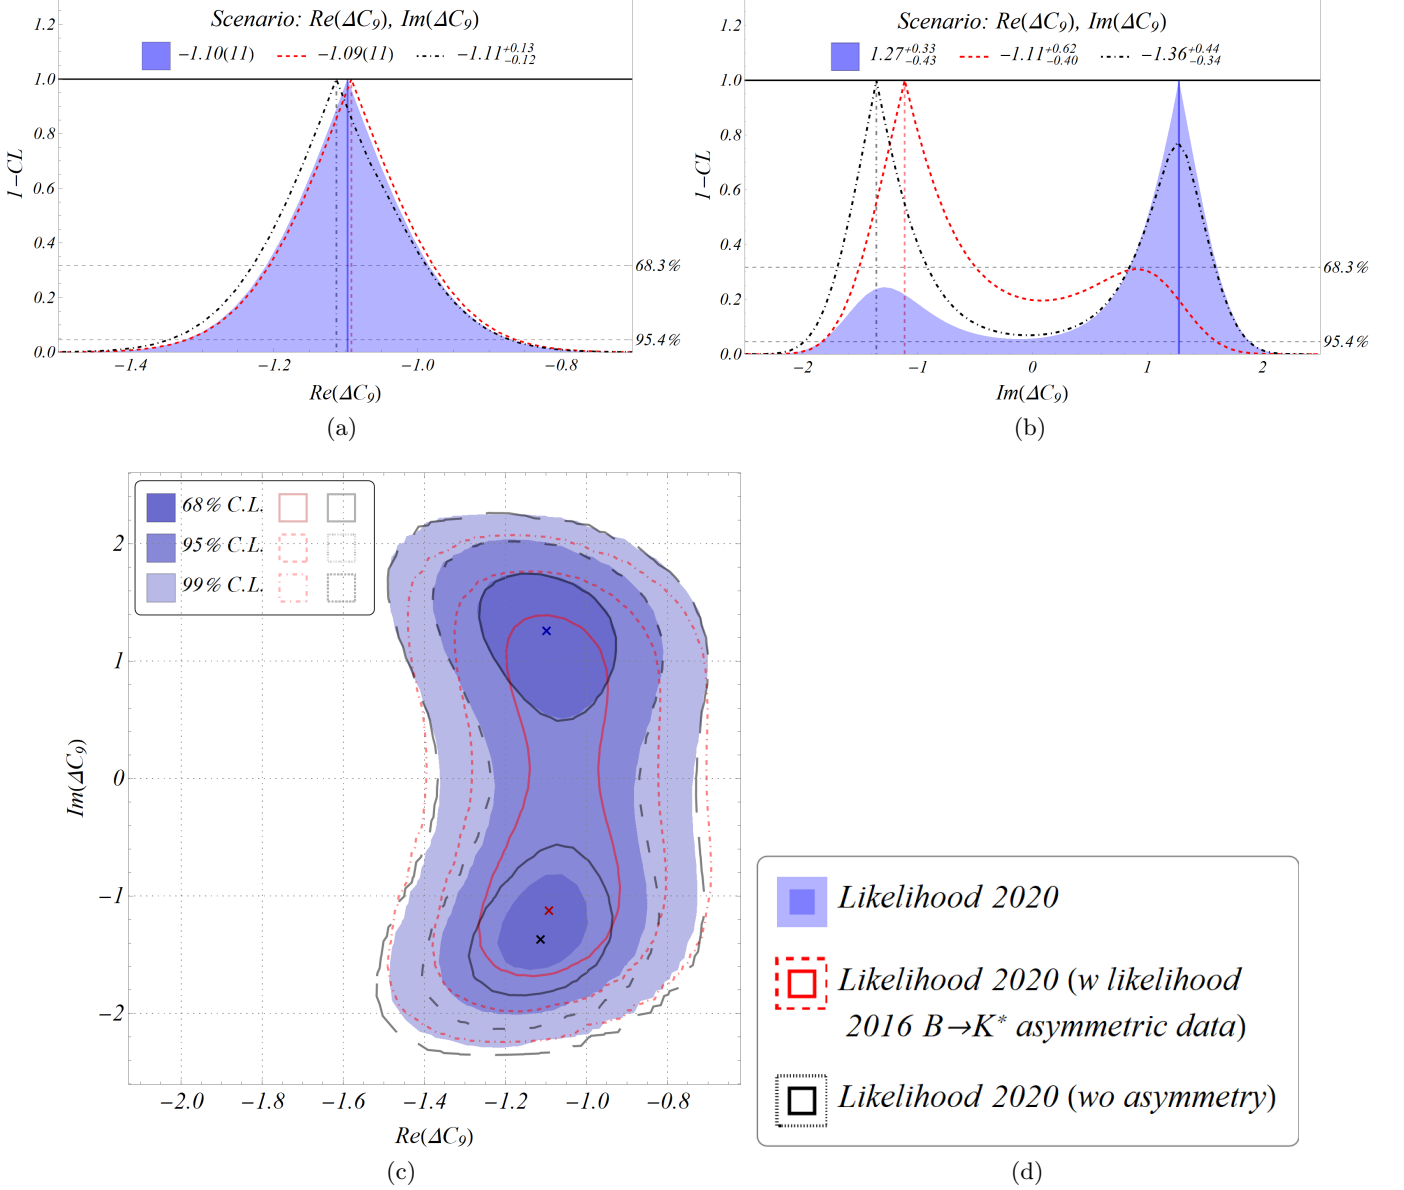 Scenario: Re(ΔC₉), Im(ΔC₉)
−1.10(11) −1.09(11) −1.11 +0.13 −0.12
1.2
1.0
0.8
0.6
0.4
0.2
0.0
1−CL
68.3%
95.4%
−1.4 −1.2 −1.0 −0.8
Re(ΔC₉)
(a)
Scenario: Re(ΔC₉), Im(ΔC₉)
1.27 +0.33 −0.43 −1.11 +0.62 −0.40 −1.36 +0.44 −0.34
1.2
1.0
0.8
0.6
0.4
0.2
0.0
1−CL
68.3%
95.4%
−2 −1 0 1 2
Im(ΔC₉)
(b)
68% C.L.
95% C.L.
99% C.L.
2
1
0
−1
−2
Im(ΔC₉)
−2.0 −1.8 −1.6 −1.4 −1.2 −1.0 −0.8
Re(ΔC₉)
(c)
Likelihood 2020
Likelihood 2020 (w likelihood
2016 B→K* asymmetric data)
Likelihood 2020 (wo asymmetry)
(d)